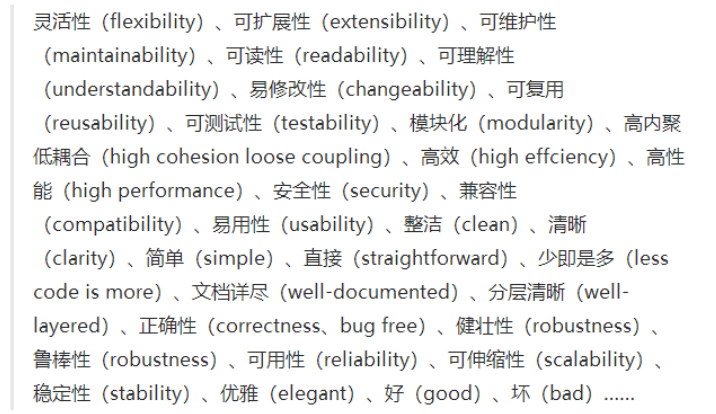 灵活性（flexibility）、可扩展性（extensibility）、可维护性
（maintainability）、可读性（readability）、可理解性
（understandability）、易修改性（changeability）、可复用
（reusability）、可测试性（testability）、模块化（modularity）、高内聚
低耦合（high cohesion loose coupling）、高效（high effciency）、高性
能（high performance）、安全性（security）、兼容性
（compatibility）、易用性（usability）、整洁（clean）、清晰
（clarity）、简单（simple）、直接（straightforward）、少即是多（less
code is more）、文档详尽（well-documented）、分层清晰（well-
layered）、正确性（correctness、bug free）、健壮性（robustness）、
鲁棒性（robustness）、可用性（reliability）、可伸缩性（scalability）、
稳定性（stability）、优雅（elegant）、好（good）、坏（bad）……